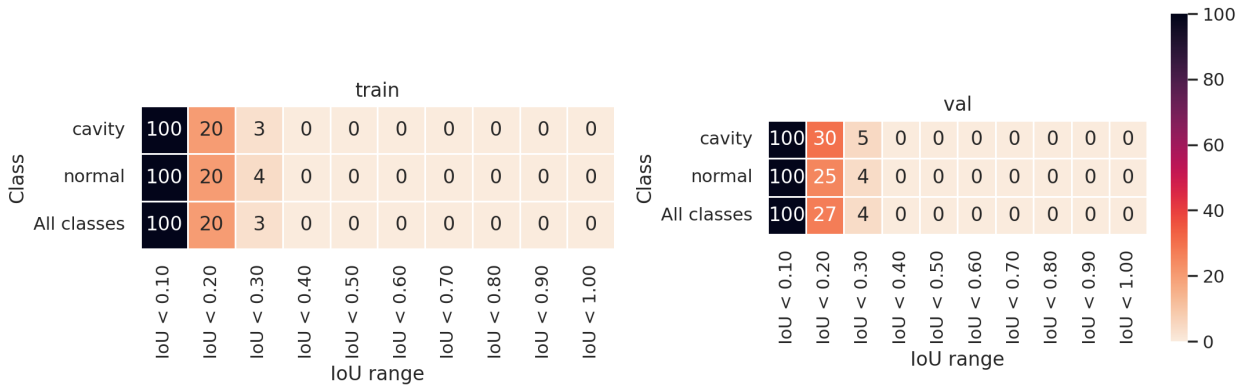 train
Class
cavity 100 20 3 0 0 0 0 0 0 0
normal 100 20 4 0 0 0 0 0 0 0
All classes 100 20 3 0 0 0 0 0 0 0
IoU < 0.10 IoU < 0.20 IoU < 0.30 IoU < 0.40 IoU < 0.50 IoU < 0.60 IoU < 0.70 IoU < 0.80 IoU < 0.90 IoU < 1.00
IoU range
val
Class
cavity 100 30 5 0 0 0 0 0 0 0
normal 100 25 4 0 0 0 0 0 0 0
All classes 100 27 4 0 0 0 0 0 0 0
IoU < 0.10 IoU < 0.20 IoU < 0.30 IoU < 0.40 IoU < 0.50 IoU < 0.60 IoU < 0.70 IoU < 0.80 IoU < 0.90 IoU < 1.00
IoU range
100
80
60
40
20
0